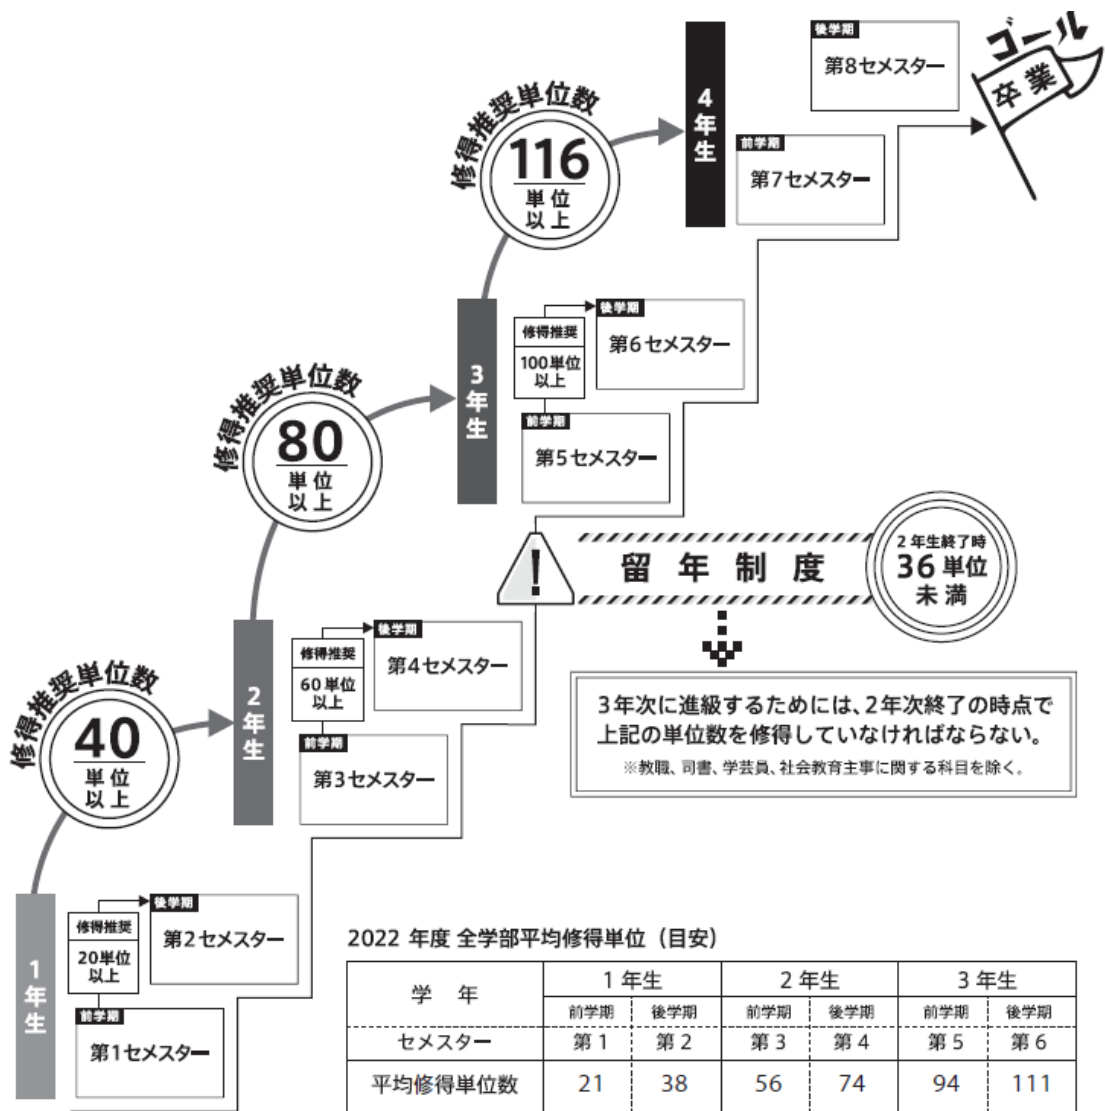 ゴール
卒業
後学期
第8セメスター
前学期
第7セメスター
4年生
修得推奨単位数
116
単位
以上
後学期
第6セメスター
修得推奨
100単位
以上
前学期
第5セメスター
3年生
修得推奨単位数
80
単位
以上
!
留年制度
2年生終了時
36単位
未満
3年次に進級するためには、2年次終了の時点で
上記の単位数を修得していなければならない。
※教職、司書、学芸員、社会教育主事に関する科目を除く。
後学期
第4セメスター
修得推奨
60単位
以上
前学期
第3セメスター
2年生
修得推奨単位数
40
単位
以上
後学期
第2セメスター
修得推奨
20単位
以上
前学期
第1セメスター
1年生
2022 年度 全学部平均修得単位（目安）
学 年 1年生 2年生 3年生
前学期 後学期 前学期 後学期 前学期 後学期
セメスター 第1 第2 第3 第4 第5 第6
平均修得単位数 21 38 56 74 94 111